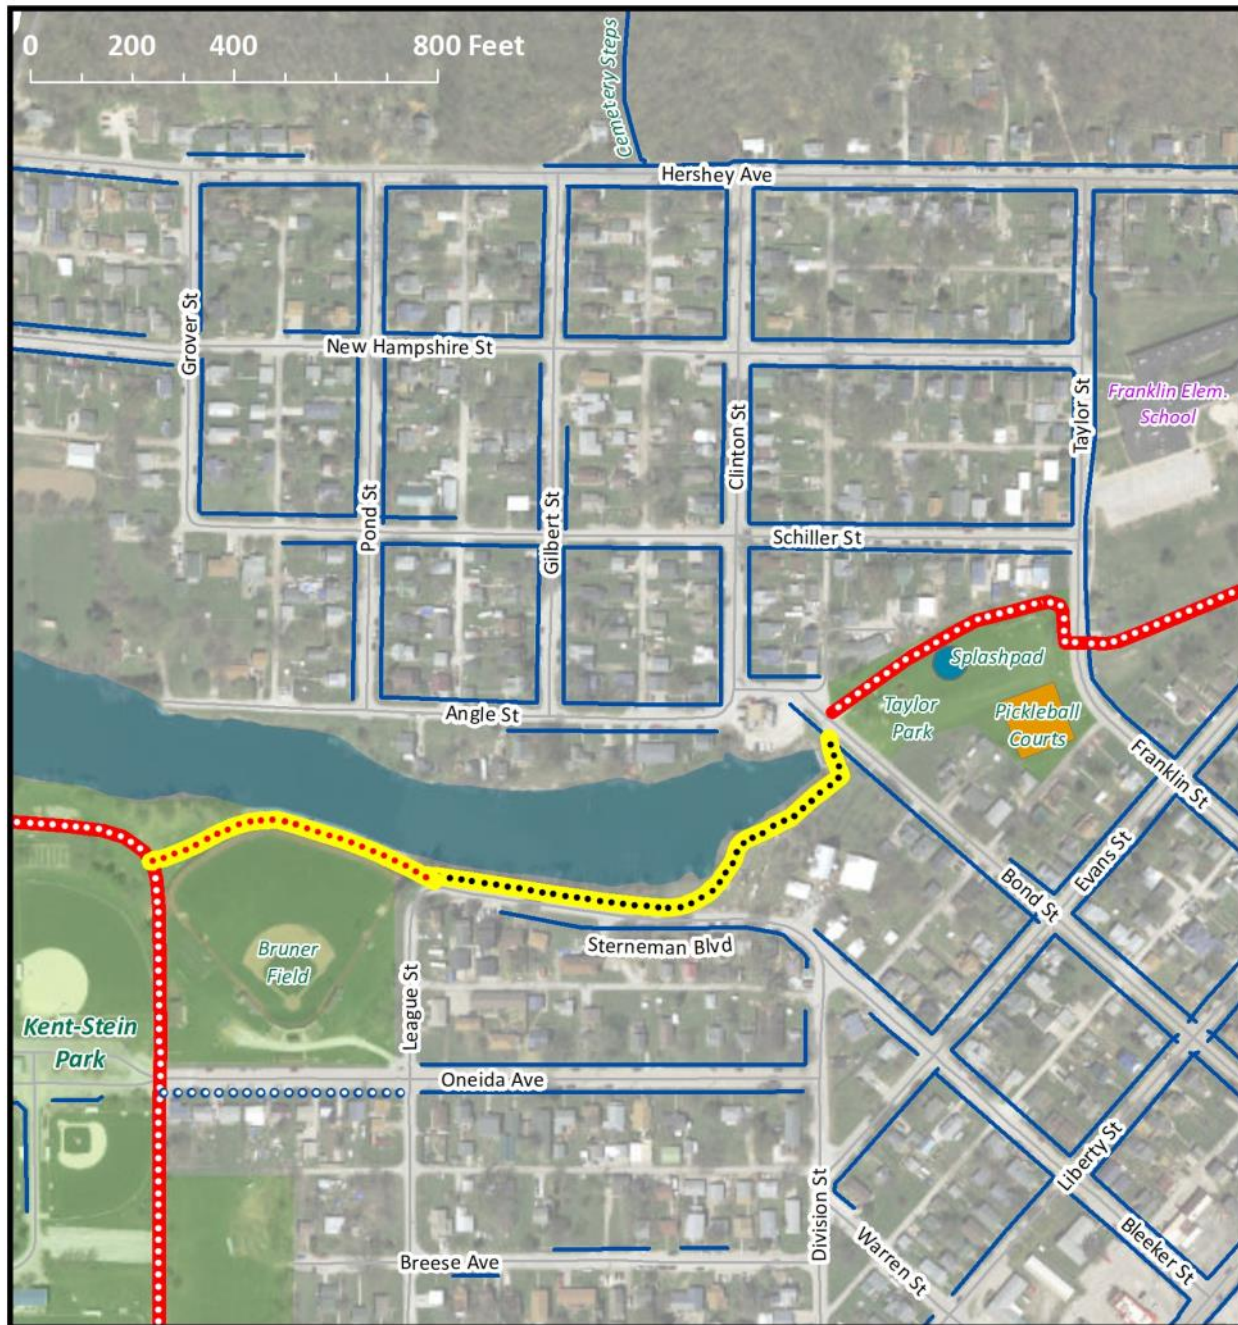 0 200 400 800 Feet
Cemetery Steps
Hershey Ave
Grover St
New Hampshire St
Clinton St
Taylor St
Franklin Elem.
School
Pond St
Gilbert St
Schiller St
Splashpad
Taylor
Park
Pickleball
Courts
Angle St
Franklin St
Evans St
Bond St
Bruner
Field
Sterneman Blvd
League St
Kent-Stein
Park
Oneida Ave
Liberty St
Division St
Breese Ave
Warren St
Bleeker St